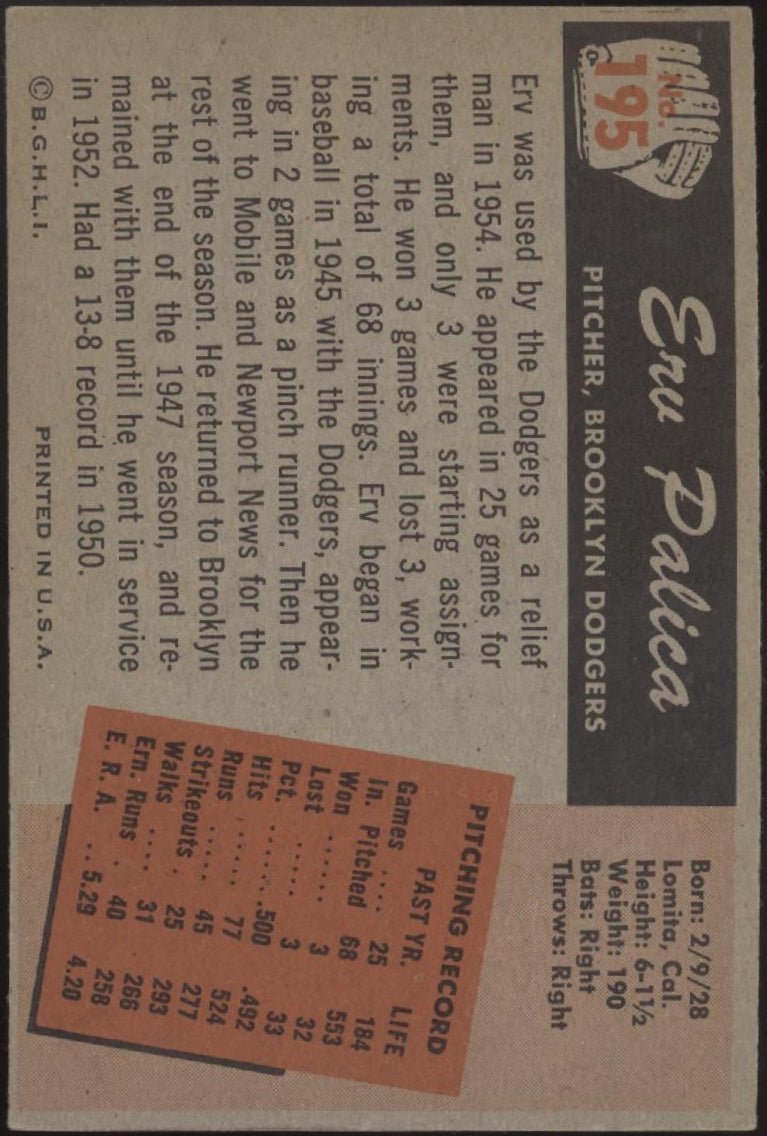 No.
195
Erv Palica
PITCHER, BROOKLYN DODGERS
Born: 2/9/28
Lomita, Cal.
Height: 6-1½
Weight: 190
Bats: Right
Throws: Right
Erv was used by the Dodgers as a relief
man in 1954. He appeared in 25 games for
them, and only 3 were starting assign-
ments. He won 3 games and lost 3, work-
ing a total of 68 innings. Erv began in
baseball in 1945 with the Dodgers, appear-
ing in 2 games as a pinch runner. Then he
went to Mobile and Newport News for the
rest of the season. He returned to Brooklyn
at the end of the 1947 season, and re-
mained with them until he went in service
in 1952. Had a 13-8 record in 1950.
© B.G.H.L.I. PRINTED IN U.S.A.
PITCHING RECORD
PAST YR. LIFE
Games .... 25 184
In. Pitched 68 553
Won ...... 3 32
Lost ..... 3 33
Pct. ...... .500 .492
Hits ...... 77 524
Runs ..... 45 277
Strikeouts . 25 293
Walks .... 31 266
Ern. Runs . 40 258
E. R. A. .. 5.29 4.20